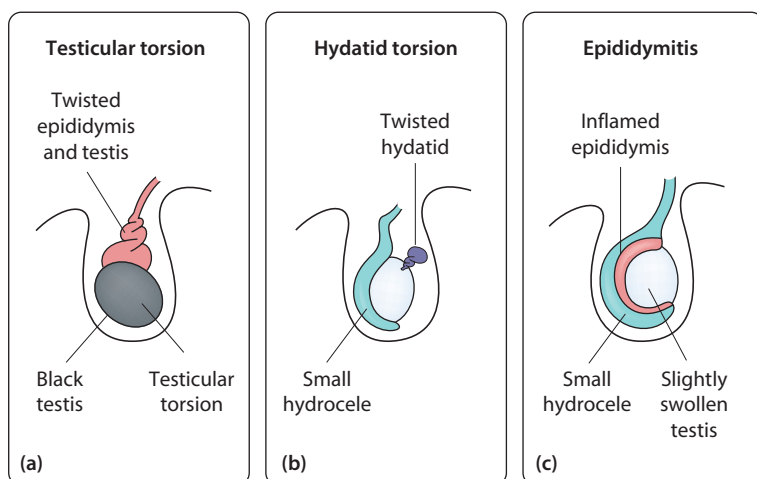 Testicular torsion
Twisted
epididymis
and testis
Black
testis
Testicular
torsion
(a)
Hydatid torsion
Twisted
hydatid
Small
hydrocele
(b)
Epididymitis
Inflamed
epididymis
Small
hydrocele
Slightly
swollen
testis
(c)